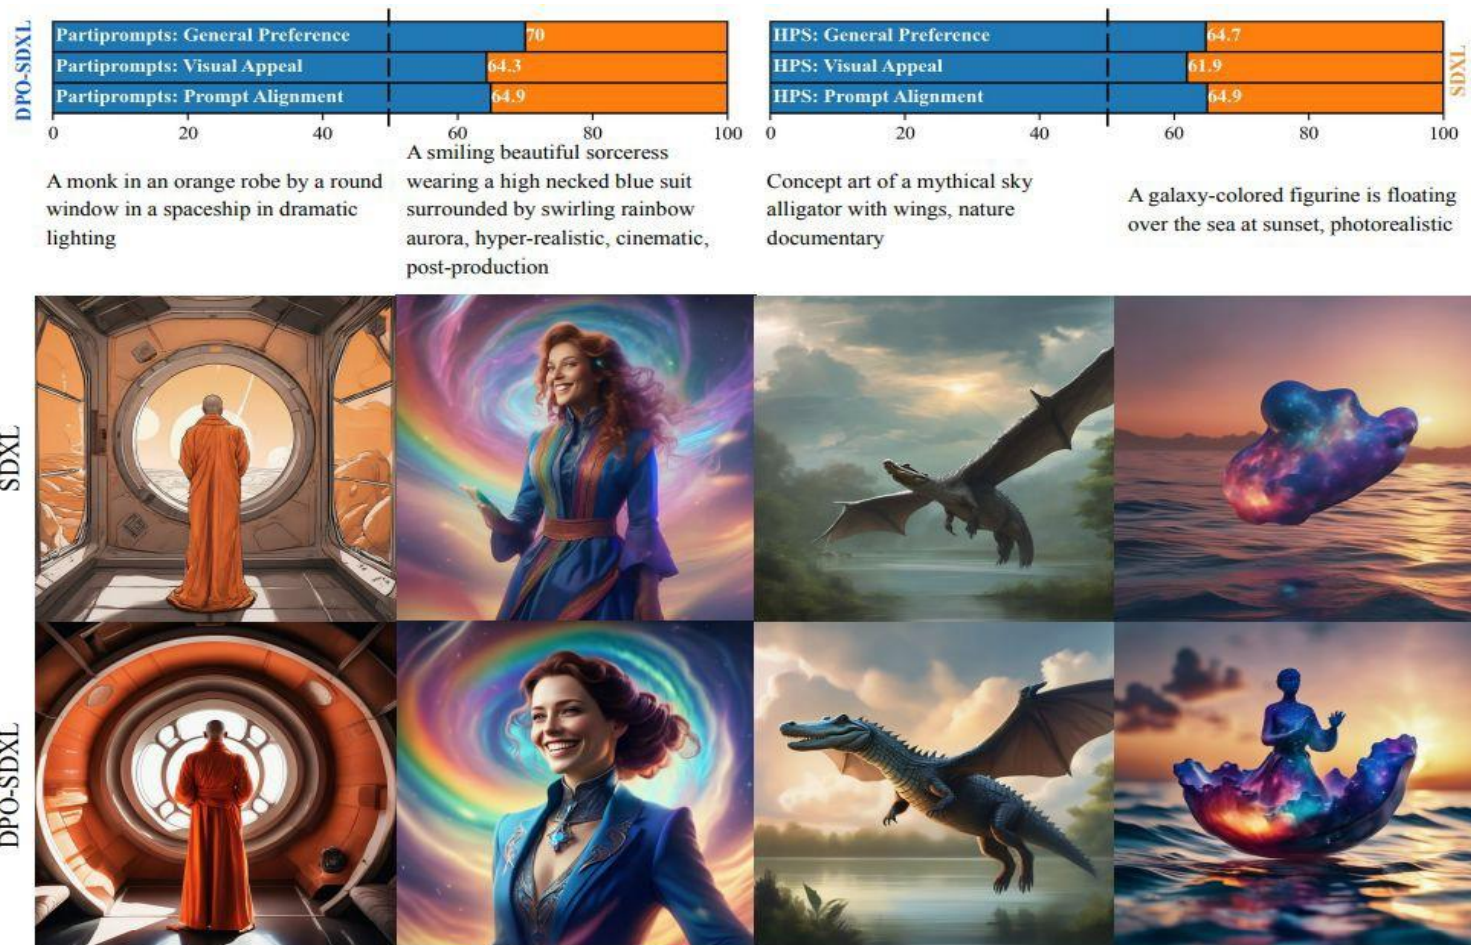 DPO-SDXL
Partiprompts: General Preference
70
Partiprompts: Visual Appeal
64.3
Partiprompts: Prompt Alignment
64.9
0 20 40 60 80 100
HPS: General Preference
64.7
HPS: Visual Appeal
61.9
HPS: Prompt Alignment
64.9
0 20 40 60 80 100
SDXL
A monk in an orange robe by a round
window in a spaceship in dramatic
lighting
A smiling beautiful sorceress
wearing a high necked blue suit
surrounded by swirling rainbow
aurora, hyper-realistic, cinematic,
post-production
Concept art of a mythical sky
alligator with wings, nature
documentary
A galaxy-colored figurine is floating
over the sea at sunset, photorealistic
SDXL
DPO-SDXL